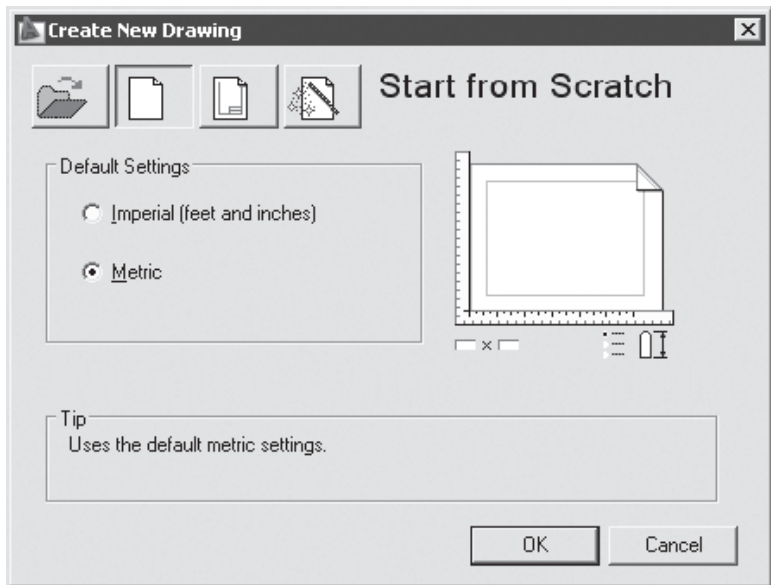 Create New Drawing
Start from Scratch
Default Settings
Imperial (feet and inches)
Metric
Tip
Uses the default metric settings.
OK
Cancel